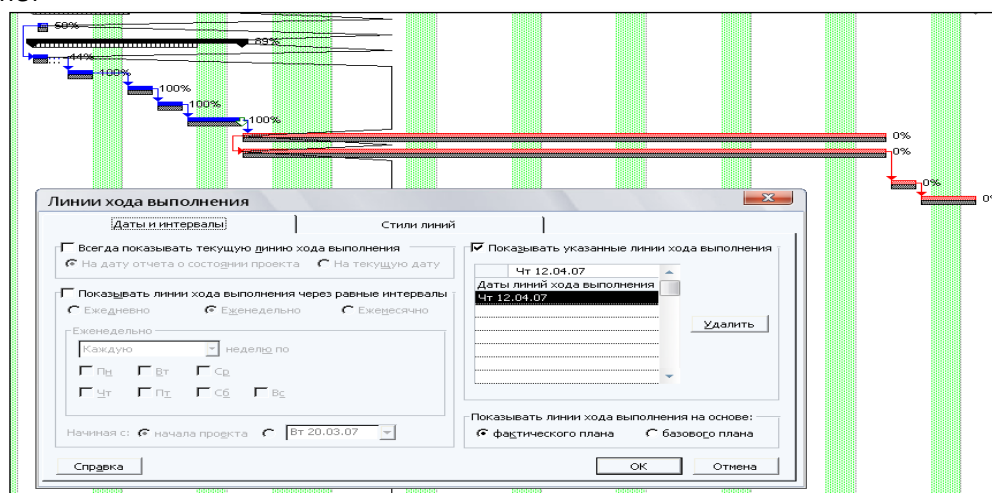 50%
89%
44%
100%
100%
100%
100%
0%
0%
0%
Линии хода выполнения
Даты и интервалы
Стили линий
Всегда показывать текущую линию хода выполнения
На дату отчета о состоянии проекта
На текущую дату
Показывать линии хода выполнения через равные интервалы
Ежедневно
Еженедельно
Ежемесячно
Еженедельно
Каждую
неделю по
Пн
Вт
Ср
Чт
Пт
Сб
Вс
Начиная с:
начала проекта
Вт 20.03.07
Показывать указанные линии хода выполнения
Чт 12.04.07
Даты линий хода выполнения
Чт 12.04.07
Удалить
Показывать линии хода выполнения на основе:
фактического плана
базового плана
Справка
ОК
Отмена